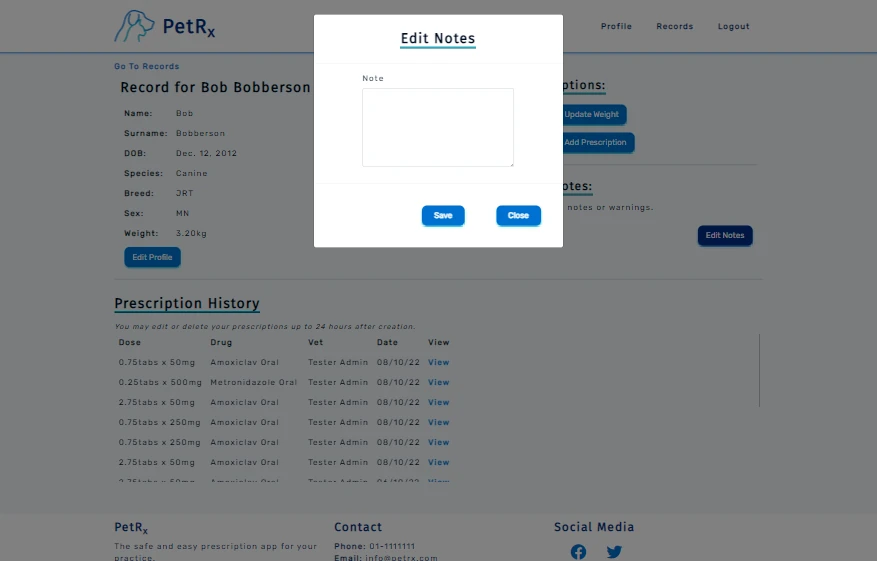 PetRx
Profile Records Logout
Edit Notes
Note
Save Close
Go To Records
Record for Bob Bobberson
Name: Bob
Surname: Bobberson
DOB: Dec. 12, 2012
Species: Canine
Breed: JRT
Sex: MN
Weight: 3.20kg
Edit Profile
ptions:
Update Weight
Add Prescription
otes:
notes or warnings.
Edit Notes
Prescription History
You may edit or delete your prescriptions up to 24 hours after creation.
Dose Drug Vet Date View
0.75tabs x 50mg Amoxiclav Oral Tester Admin 08/10/22 View
0.25tabs x 500mg Metronidazole Oral Tester Admin 08/10/22 View
2.75tabs x 50mg Amoxiclav Oral Tester Admin 08/10/22 View
0.75tabs x 250mg Amoxiclav Oral Tester Admin 08/10/22 View
0.75tabs x 250mg Amoxiclav Oral Tester Admin 08/10/22 View
2.75tabs x 50mg Amoxiclav Oral Tester Admin 08/10/22 View
PetRx
The safe and easy prescription app for your
practice.
Contact
Phone: 01-1111111
Email: info@petrx.com
Social Media